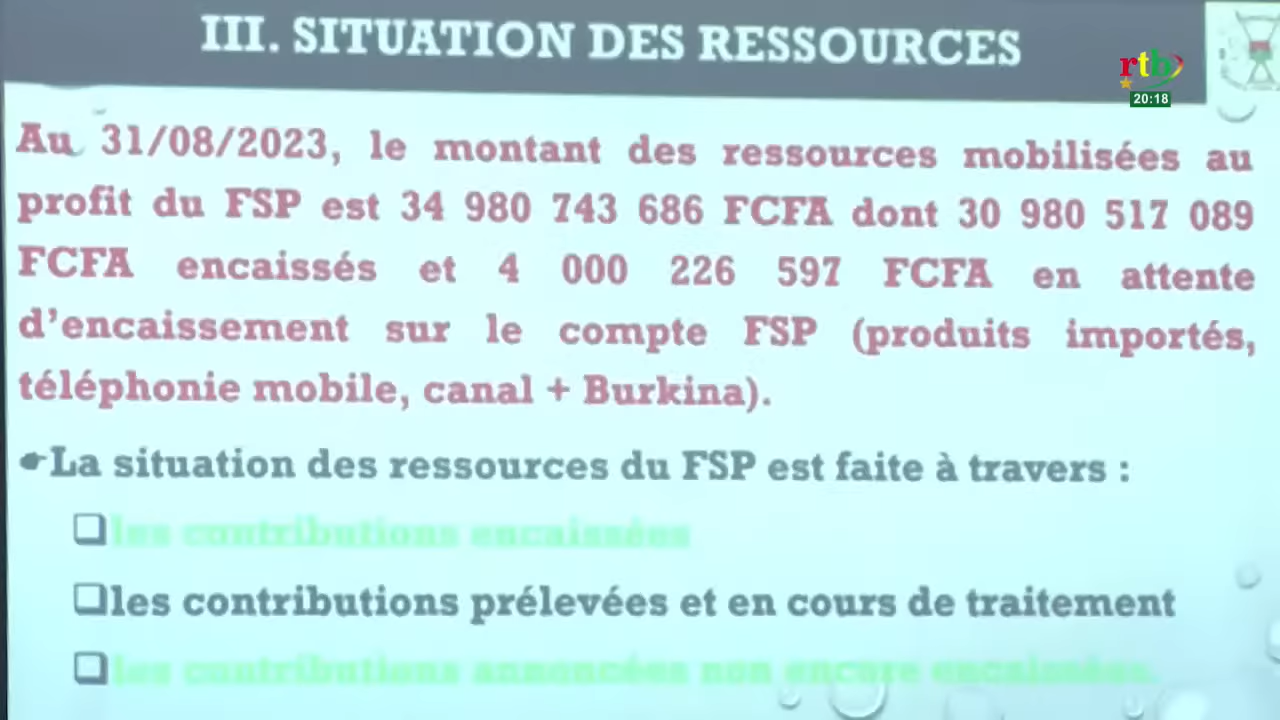 III. SITUATION DES RESSOURCES
rtb
20:18
Au 31/08/2023, le montant des ressources mobilisées au
profit du FSP est 34 980 743 686 FCFA dont 30 980 517 089
FCFA encaissés et 4 000 226 597 FCFA en attente
d’encaissement sur le compte FSP (produits importés,
téléphonie mobile, canal + Burkina).
La situation des ressources du FSP est faite à travers :
les contributions encaissées
les contributions prélevées et en cours de traitement
les contributions annoncées non encore encaissées.